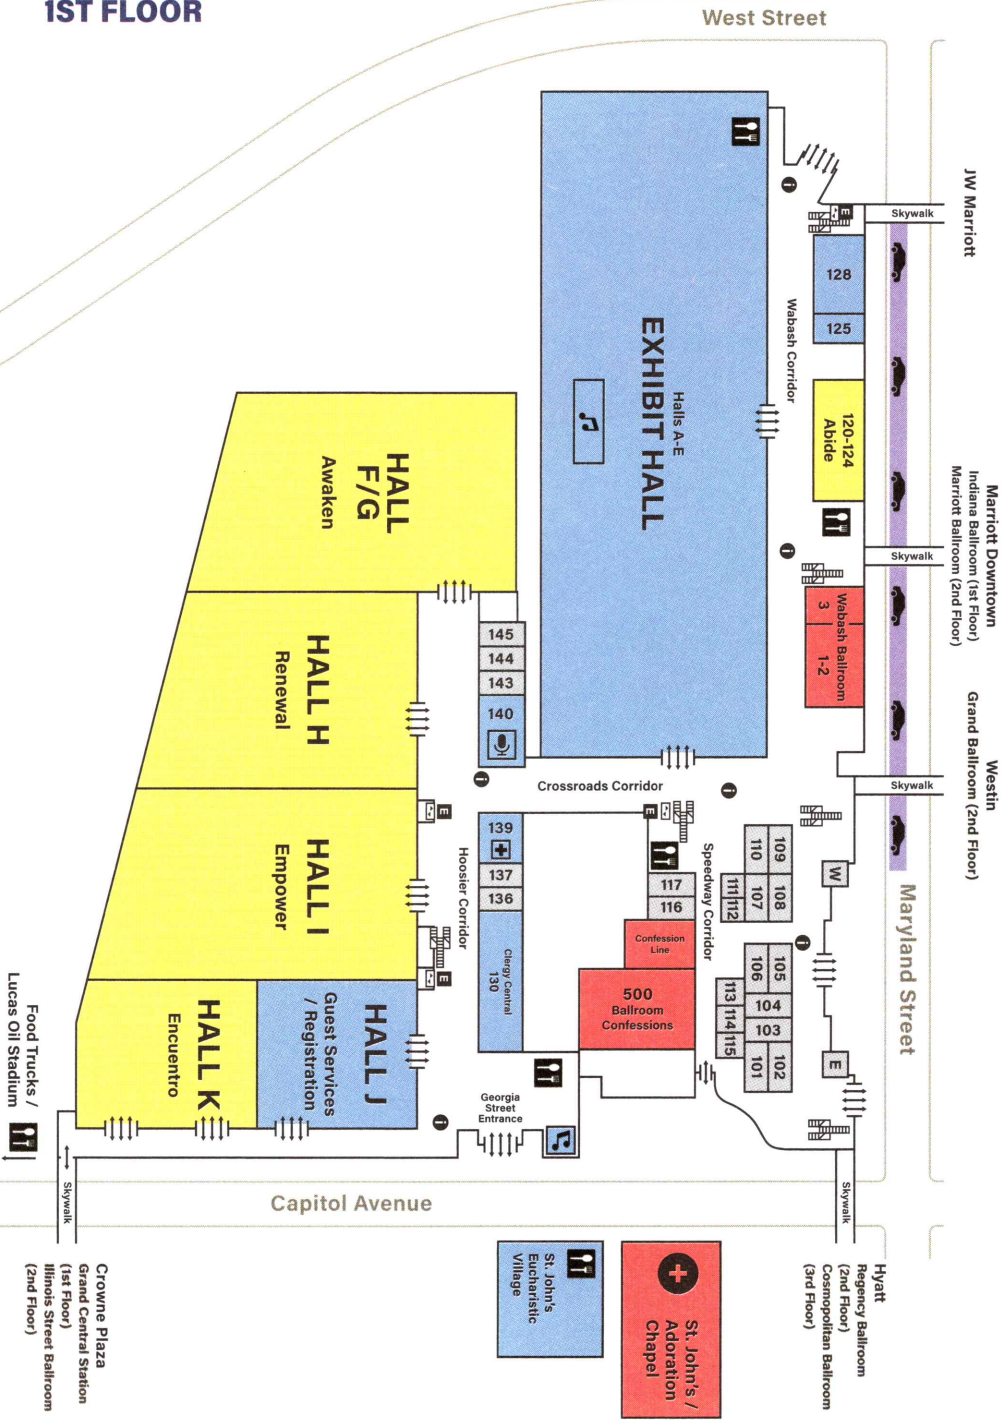 1ST FLOOR
West Street
JW Marriott
Skywalk
E
128
125
Wabash Corridor
EXHIBIT HALL
Halls A-E
120-124
Abide
Marriott Downtown
Indiana Ballroom (1st Floor)
Marriott Ballroom (2nd Floor)
Skywalk
Wabash Ballroom
3
1-2
HALL
F/G
Awaken
145
144
143
140
HALL H
Renewal
Westin
Grand Ballroom (2nd Floor)
Skywalk
Crossroads Corridor
E
E
139
137
136
Hoosier Corridor
Speedway Corridor
117
116
110
109
111
112
107
108
W
Maryland Street
HALL I
Empower
E
Confession
Line
Clergy Central
130
500
Ballroom
Confessions
106
105
104
103
113
114
115
101
102
E
HALL J
Guest Services
/ Registration
HALL K
Encuentro
Food Trucks /
Lucas Oil Stadium
Georgia
Street
Entrance
Skywalk
Capitol Avenue
Skywalk
St. John's
Eucharistic
Village
St. John's /
Adoration
Chapel
Hyatt
Regency Ballroom
(2nd Floor)
Cosmopolitan Ballroom
(3rd Floor)
Crowne Plaza
Grand Central Station
(1st Floor)
Illinois Street Ballroom
(2nd Floor)